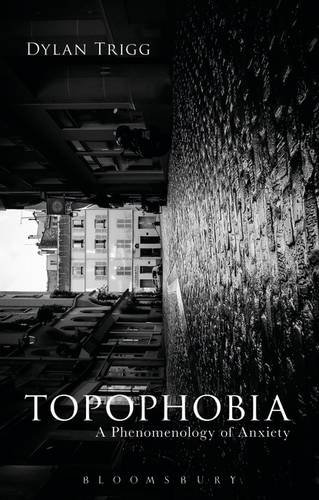 DYLAN TRIGG
TOPOPHOBIA
A Phenomenology of Anxiety
BLOOMSBURY